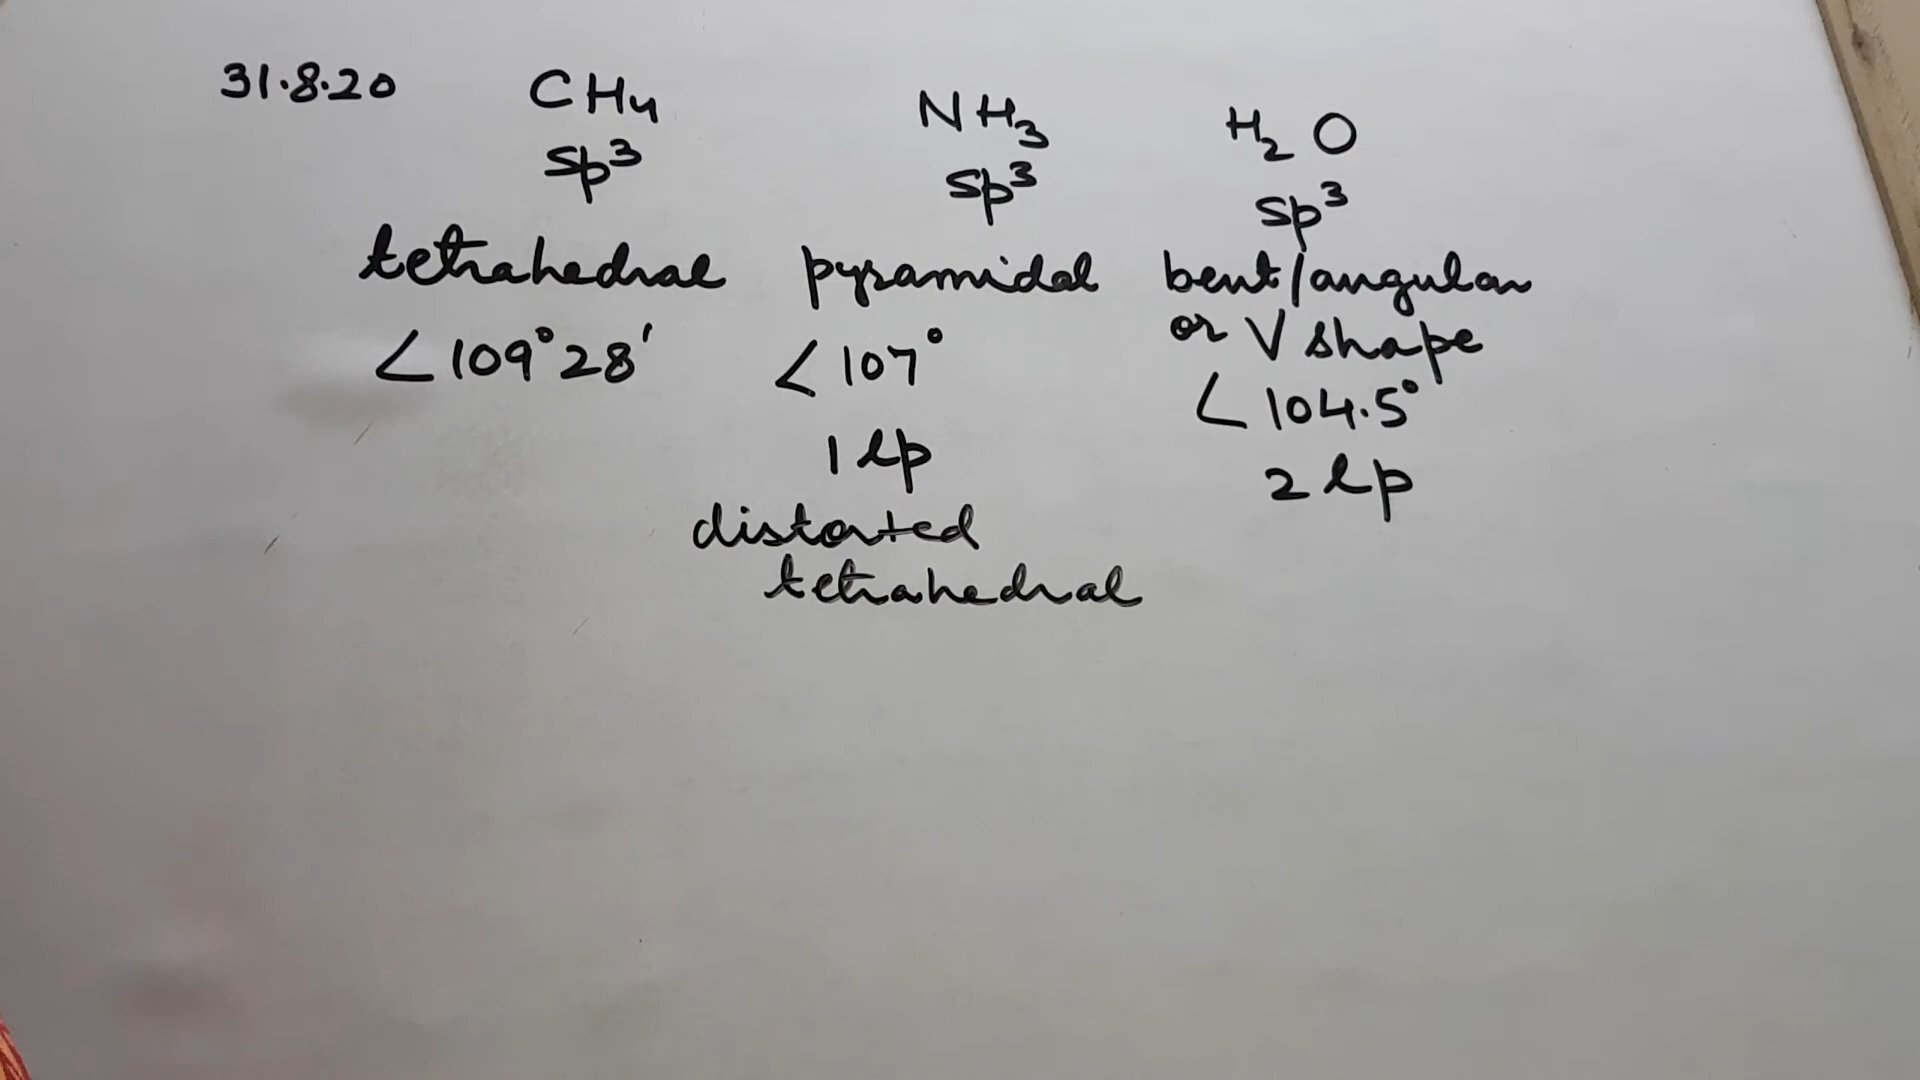 31.8.20 CH4 NH3 H2O
sp3 sp3 sp3
tetrahedral pyramidal bent/angular
or V shape
∠109°28' ∠107° ∠104.5°
1 lp 2 lp
distorted
tetrahedral